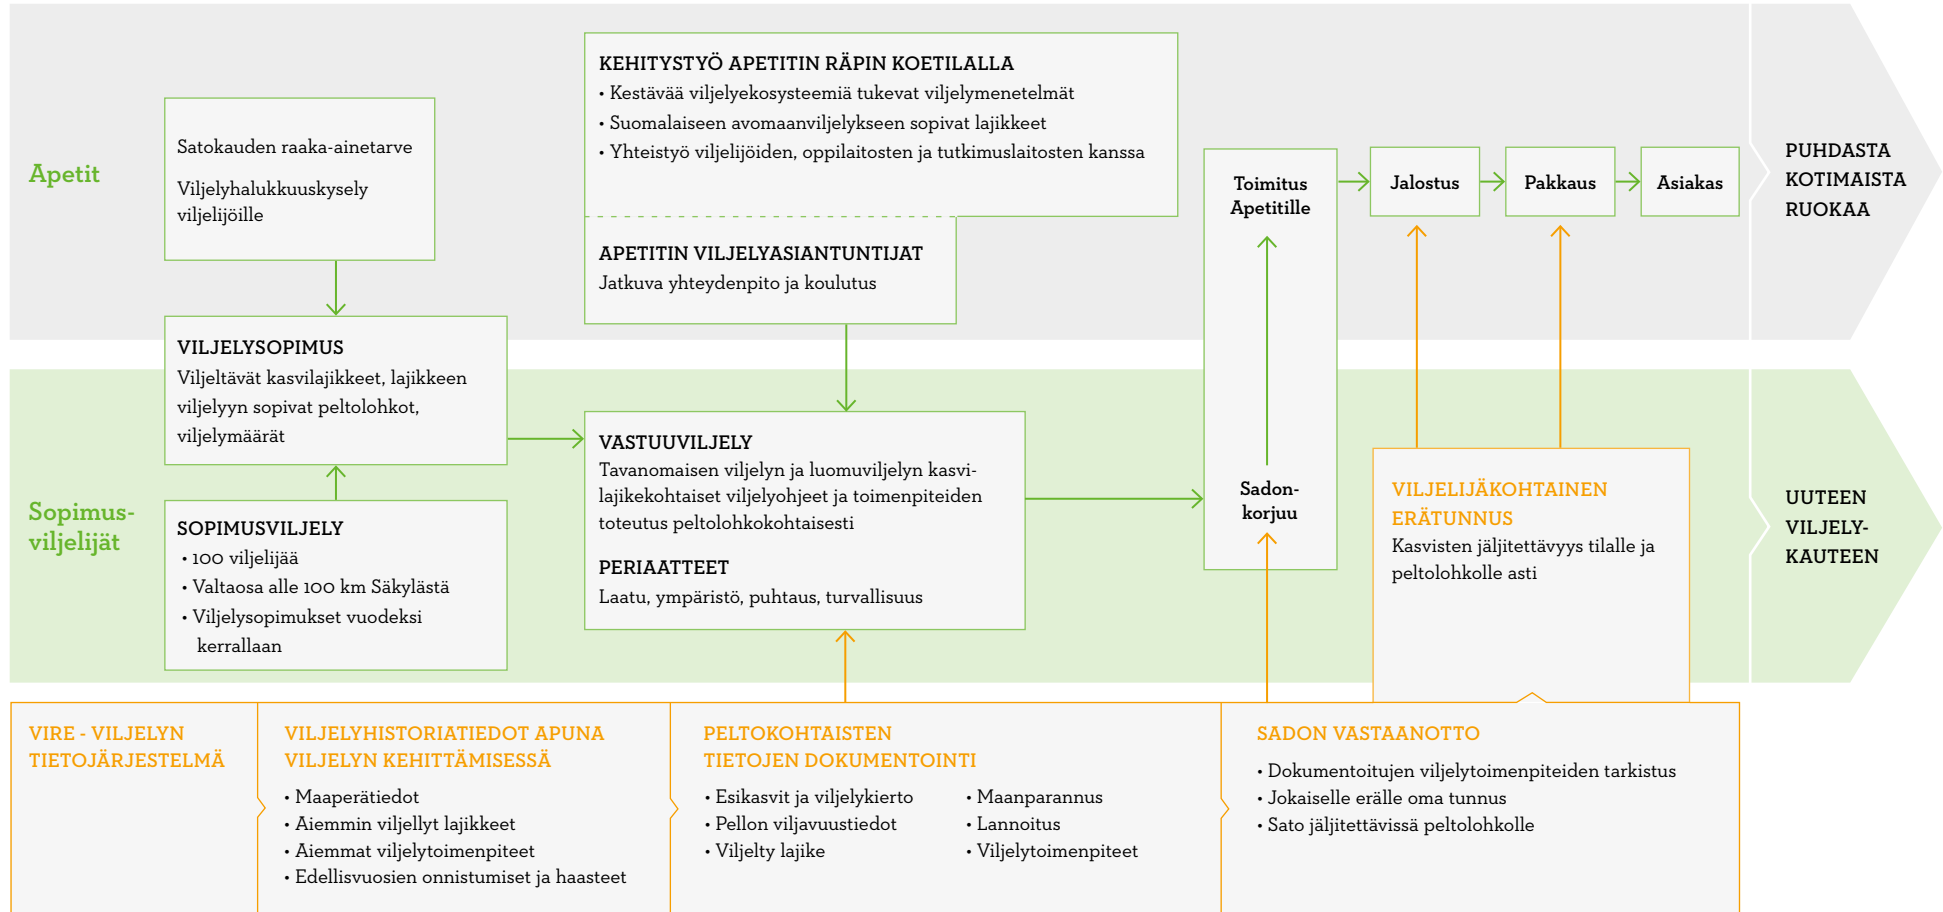 Apetit
Satokauden raaka-ainetarve
Viljelyhalukkuuskysely
viljelijöille
KEHITYSTYÖ APETITIN RÄPIN KOETILALLA
• Kestävää viljelyekosysteemiä tukevat viljelymenetelmät
• Suomalaiseen avomaanviljelykseen sopivat lajikkeet
• Yhteistyö viljelijöiden, oppilaitosten ja tutkimuslaitosten kanssa
APETITIN VILJELYASIANTUNTIJAT
Jatkuva yhteydenpito ja koulutus
Toimitus
Apetitille
Jalostus
Pakkaus
Asiakas
PUHDASTA
KOTIMAISTA
RUOKAA
VILJELYSOPIMUS
Viljeltävät kasvilajikkeet, lajikkeen
viljelyyn sopivat peltolohkot,
viljelymäärät
Sopimus-
viljelijät
SOPIMUSVILJELY
• 100 viljelijää
• Valtaosa alle 100 km Säkylästä
• Viljelysopimukset vuodeksi
kerrallaan
VASTUUVILJELY
Tavanomaisen viljelyn ja luomuviljelyn kasvi-
lajikekohtaiset viljelyohjeet ja toimenpiteiden
toteutus peltolohkokohtaisesti
PERIAATTEET
Laatu, ympäristö, puhtaus, turvallisuus
Sadon-
korjuu
VILJELIJÄKOHTAINEN
ERÄTUNNUS
Kasvisten jäljitettävyys tilalle ja
peltolohkolle asti
UUTEEN
VILJELY-
KAUTEEN
VIRE - VILJELYN
TIETOJÄRJESTELMÄ
VILJELYHISTORIATIEDOT APUNA
VILJELYN KEHITTÄMISESSÄ
• Maaperätiedot
• Aiemmin viljellyt lajikkeet
• Aiemmat viljelytoimenpiteet
• Edellisvuosien onnistumiset ja haasteet
PELTOKOHTAISTEN
TIETOJEN DOKUMENTOINTI
• Esikasvit ja viljelykierto
• Pellon viljavuustiedot
• Viljelty lajike
• Maanparannus
• Lannoitus
• Viljelytoimenpiteet
SADON VASTAANOTTO
• Dokumentoitujen viljelytoimenpiteiden tarkistus
• Jokaiselle erälle oma tunnus
• Sato jäljitettävissä peltolohkolle